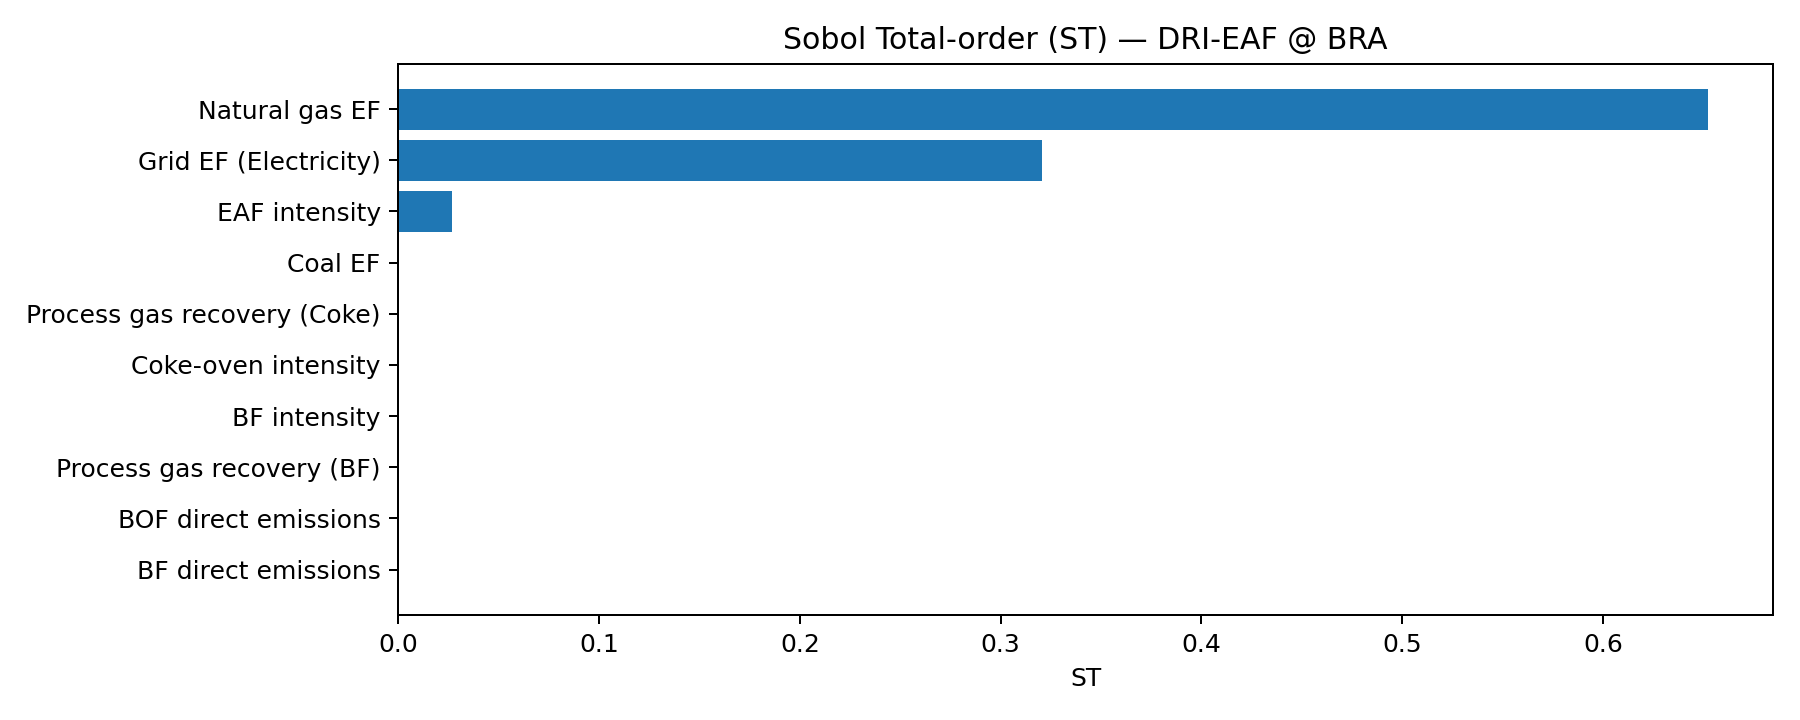 Sobol Total-order (ST) — DRI-EAF @ BRA
Natural gas EF
Grid EF (Electricity)
EAF intensity
Coal EF
Process gas recovery (Coke)
Coke-oven intensity
BF intensity
Process gas recovery (BF)
BOF direct emissions
BF direct emissions
0.0 0.1 0.2 0.3 0.4 0.5 0.6
ST